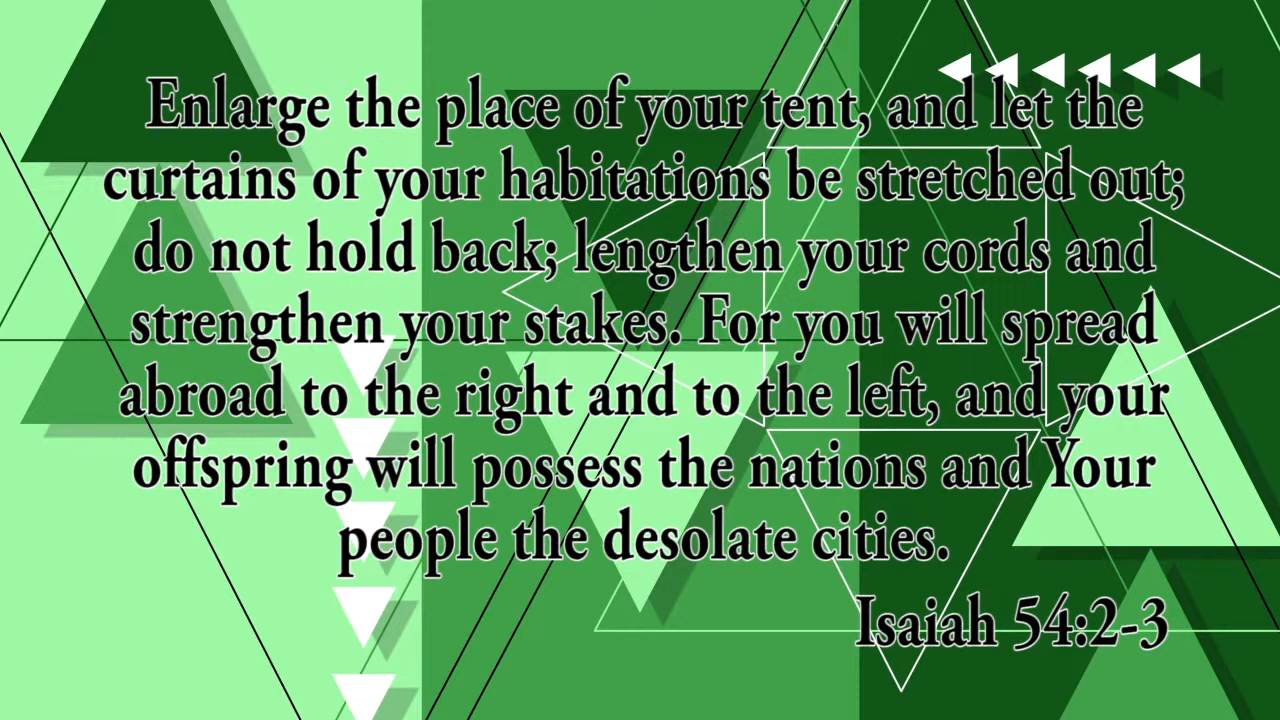 Enlarge the place of your tent, and let the
curtains of your habitations be stretched out;
do not hold back; lengthen your cords and
strengthen your stakes. For you will spread
abroad to the right and to the left, and your
offspring will possess the nations and Your
people the desolate cities.
Isaiah 54:2-3